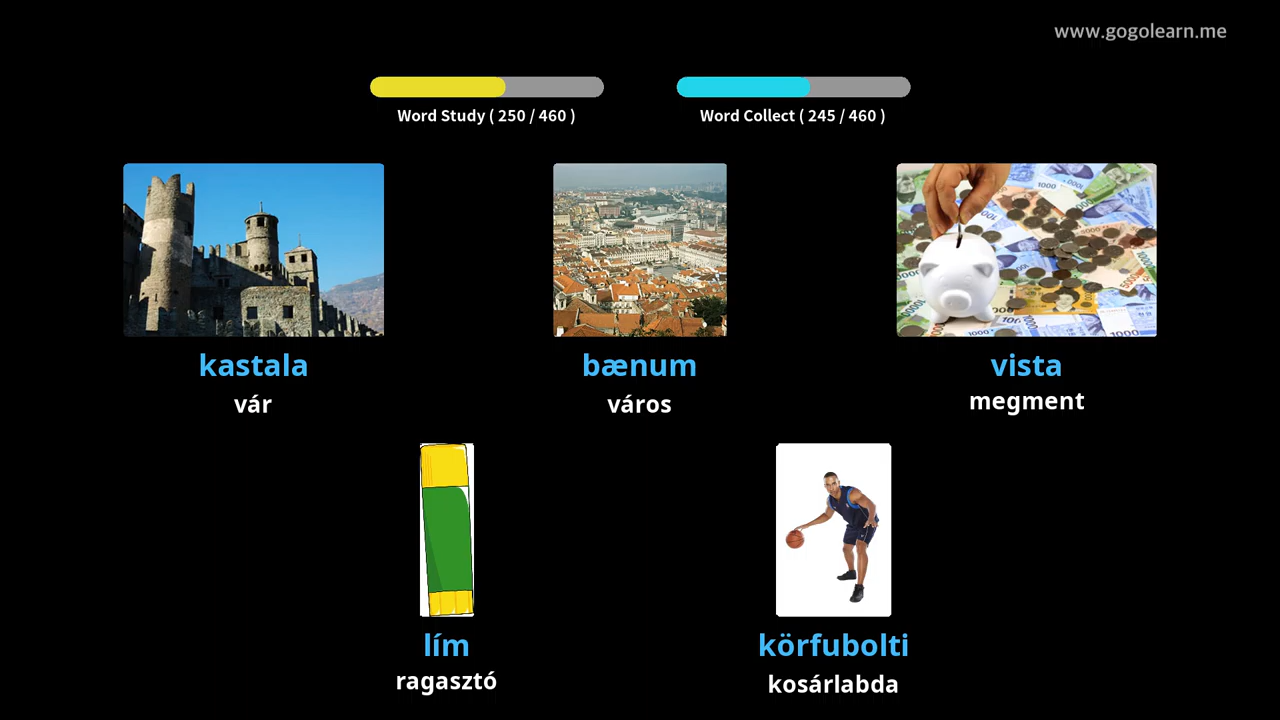 www.gogolearn.me
Word Study ( 250 / 460 )
Word Collect ( 245 / 460 )
kastala
vár
bænum
város
vista
megment
lím
ragasztó
körfubolti
kosárlabda